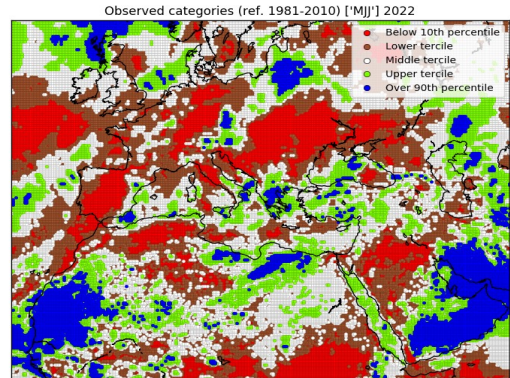 Observed categories (ref. 1981-2010) ['MJJ'] 2022
Below 10th percentile
Lower tercile
Middle tercile
Upper tercile
Over 90th percentile